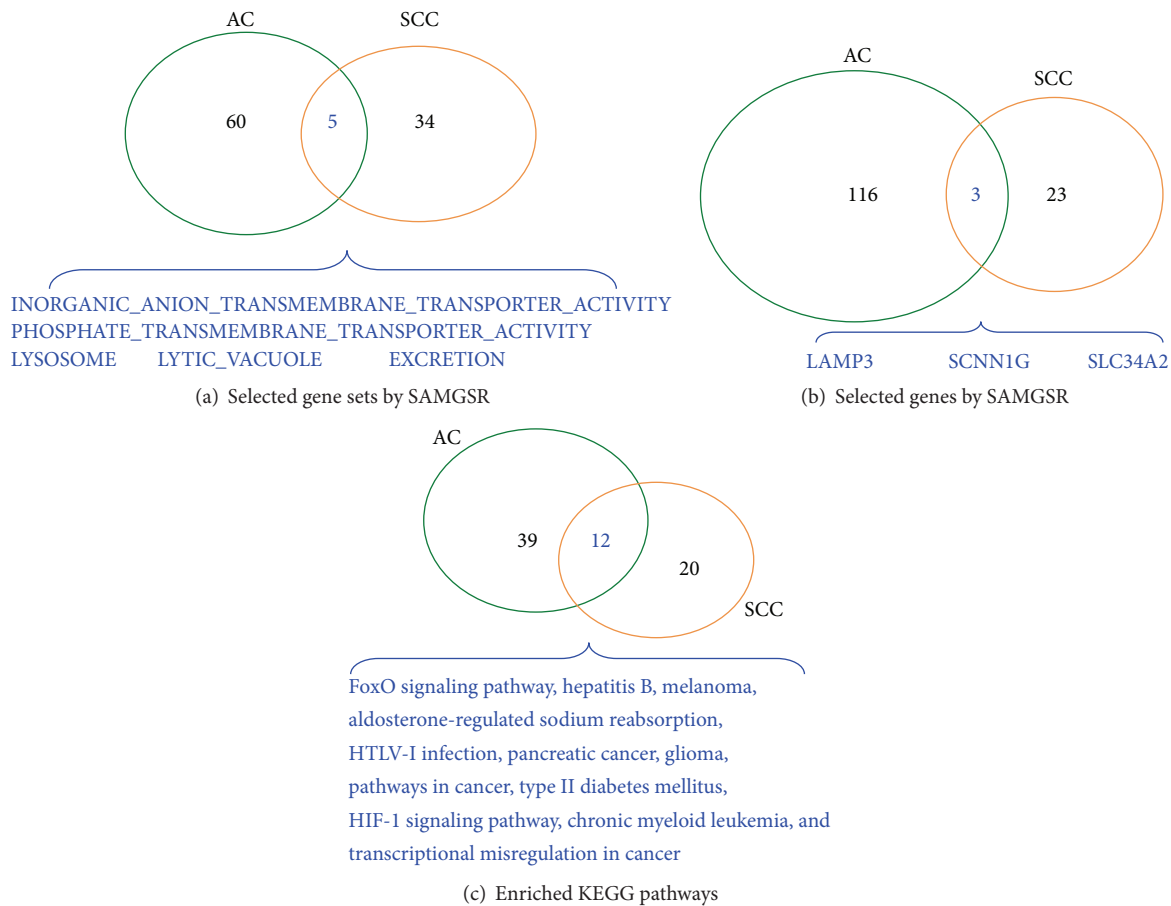 AC
SCC
60
5
34
INORGANIC_ANION_TRANSMEMBRANE_TRANSPORTER_ACTIVITY
PHOSPHATE_TRANSMEMBRANE_TRANSPORTER_ACTIVITY
LYSOSOME LYTIC_VACUOLE EXCRETION
(a) Selected gene sets by SAMGSR
AC
SCC
116
3
23
LAMP3 SCNN1G SLC34A2
(b) Selected genes by SAMGSR
AC
39
12
20
SCC
FoxO signaling pathway, hepatitis B, melanoma,
aldosterone-regulated sodium reabsorption,
HTLV-I infection, pancreatic cancer, glioma,
pathways in cancer, type II diabetes mellitus,
HIF-1 signaling pathway, chronic myeloid leukemia, and
transcriptional misregulation in cancer
(c) Enriched KEGG pathways